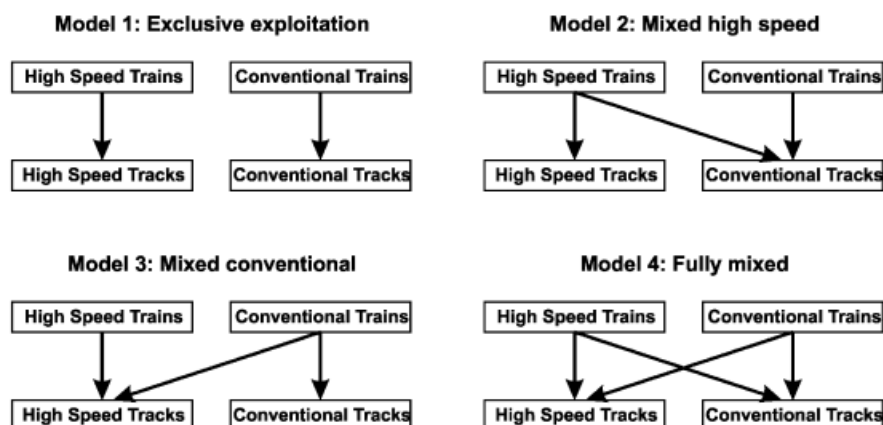 Model 1: Exclusive exploitation
High Speed Trains
Conventional Trains
High Speed Tracks
Conventional Tracks
Model 2: Mixed high speed
High Speed Trains
Conventional Trains
High Speed Tracks
Conventional Tracks
Model 3: Mixed conventional
High Speed Trains
Conventional Trains
High Speed Tracks
Conventional Tracks
Model 4: Fully mixed
High Speed Trains
Conventional Trains
High Speed Tracks
Conventional Tracks